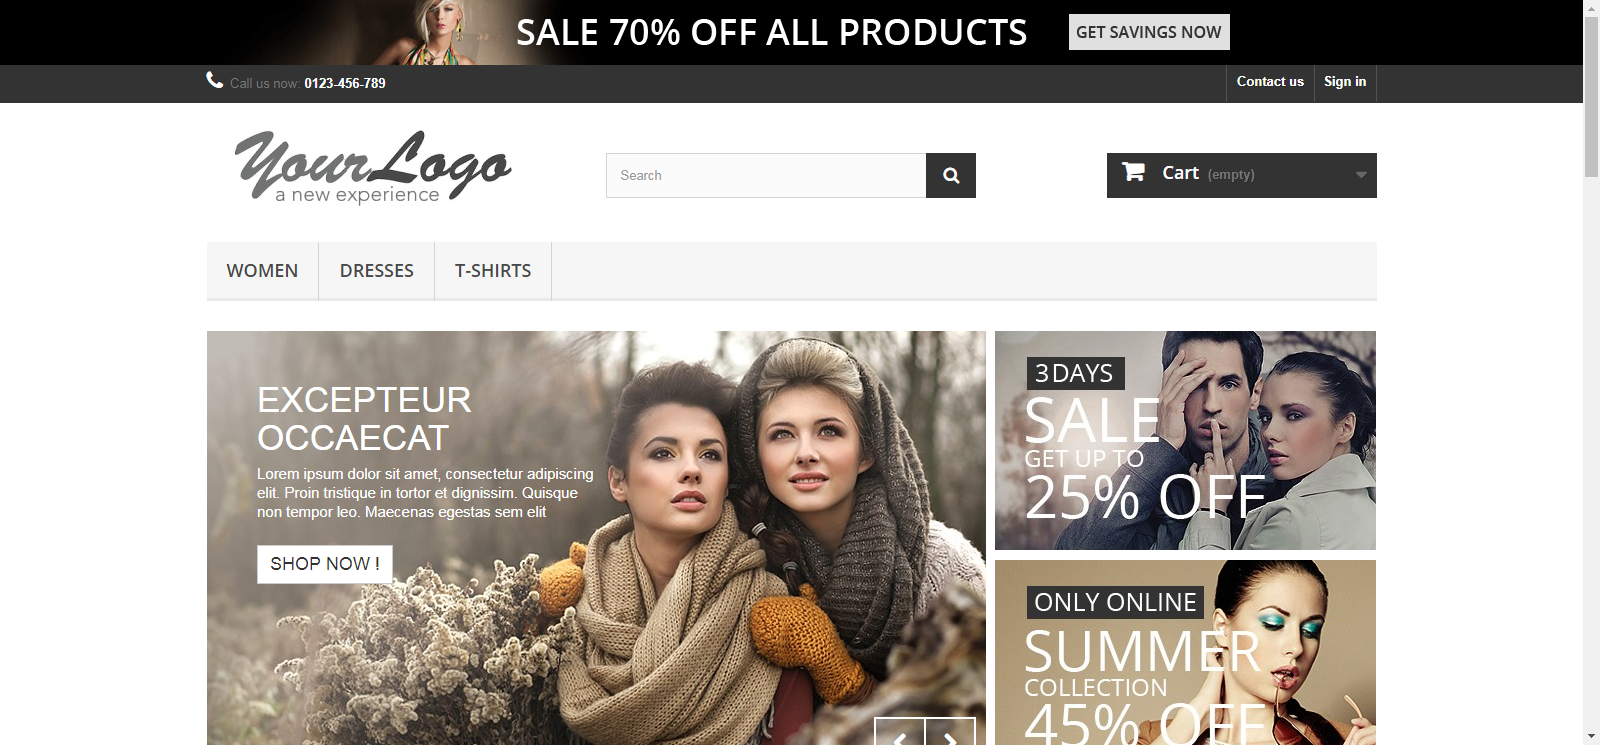 SALE 70% OFF ALL PRODUCTS
GET SAVINGS NOW
Call us now: 0123-456-789
Contact us
Sign in
YourLogo
a new experience
Search
Cart (empty)
WOMEN
DRESSES
T-SHIRTS
EXCEPTEUR
OCCAECAT
Lorem ipsum dolor sit amet, consectetur adipiscing
elit. Proin tristique in tortor et dignissim. Quisque
non tempor leo. Maecenas egestas sem elit
SHOP NOW !
3 DAYS
SALE
GET UP TO
25% OFF
ONLY ONLINE
SUMMER
COLLECTION
45% OFF